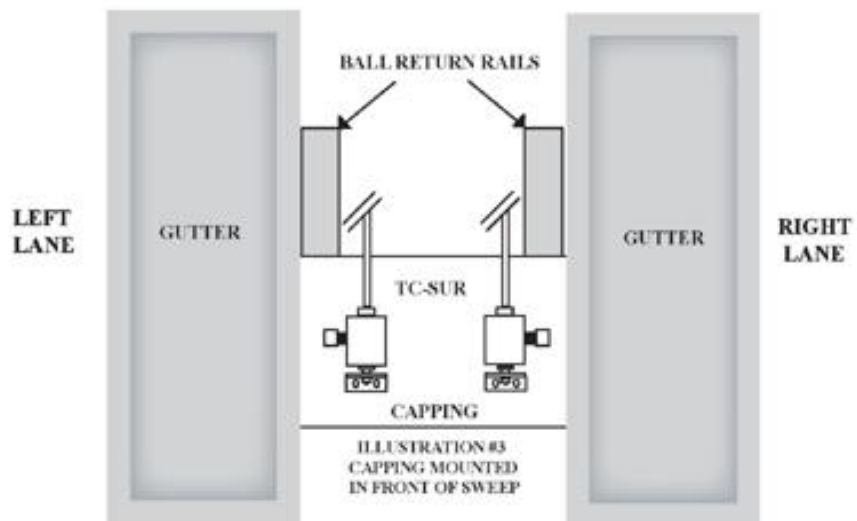 BALL RETURN RAILS
LEFT
LANE
GUTTER
GUTTER
RIGHT
LANE
TC-SUR
CAPPING
ILLUSTRATION #3
CAPPING MOUNTED
IN FRONT OF SWEEP